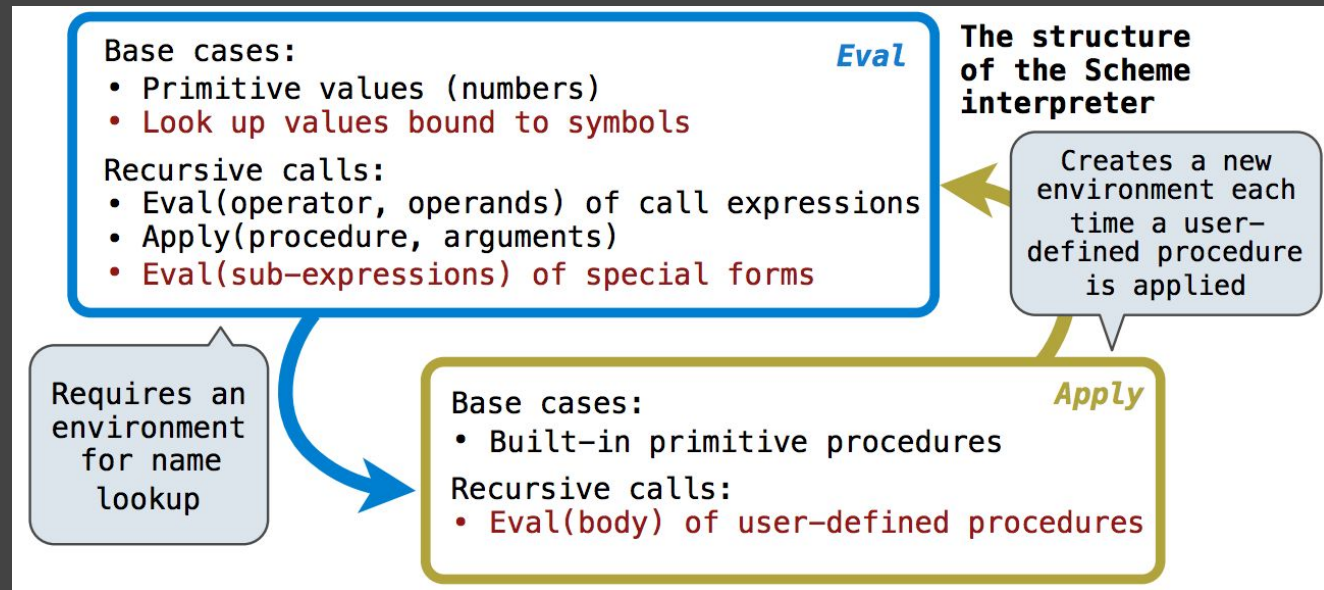 Base cases:
Eval
• Primitive values (numbers)
• Look up values bound to symbols
Recursive calls:
• Eval(operator, operands) of call expressions
• Apply(procedure, arguments)
• Eval(sub-expressions) of special forms
The structure
of the Scheme
interpreter
Creates a new
environment each
time a user-
defined procedure
is applied
Requires an
environment
for name
lookup
Base cases:
Apply
• Built-in primitive procedures
Recursive calls:
• Eval(body) of user-defined procedures